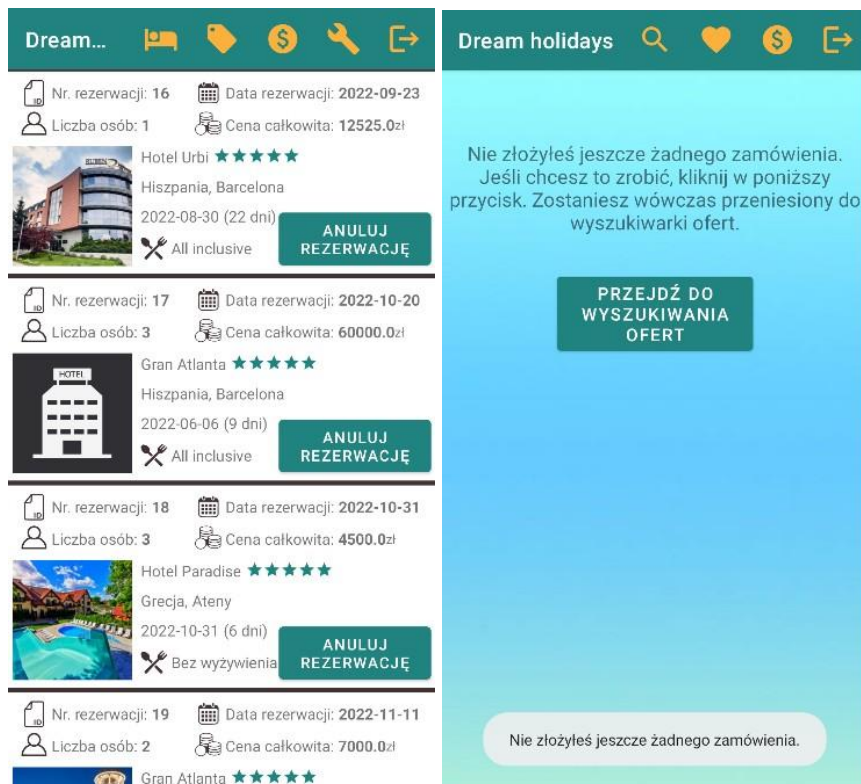 Dream...
Nr. rezerwacji: 16 Data rezerwacji: 2022-09-23
Liczba osób: 1 Cena całkowita: 12525.0zł
Hotel Urbi
Hiszpania, Barcelona
2022-08-30 (22 dni)
All inclusive
ANULUJ
REZERWACJĘ
Nr. rezerwacji: 17 Data rezerwacji: 2022-10-20
Liczba osób: 3 Cena całkowita: 60000.0zł
HOTEL
Gran Atlanta
Hiszpania, Barcelona
2022-06-06 (9 dni)
All inclusive
ANULUJ
REZERWACJĘ
Nr. rezerwacji: 18 Data rezerwacji: 2022-10-31
Liczba osób: 3 Cena całkowita: 4500.0zł
Hotel Paradise
Grecja, Ateny
2022-10-31 (6 dni)
Bez wyżywienia
ANULUJ
REZERWACJĘ
Nr. rezerwacji: 19 Data rezerwacji: 2022-11-11
Liczba osób: 2 Cena całkowita: 7000.0zł
Gran Atlanta
Dream holidays
Nie złożyłeś jeszcze żadnego zamówienia.
Jeśli chcesz to zrobić, kliknij w poniższy
przycisk. Zostaniesz wówczas przeniesiony do
wyszukiwarki ofert.
PRZEJDŹ DO
WYSZUKIWANIA
OFERT
Nie złożyłeś jeszcze żadnego zamówienia.